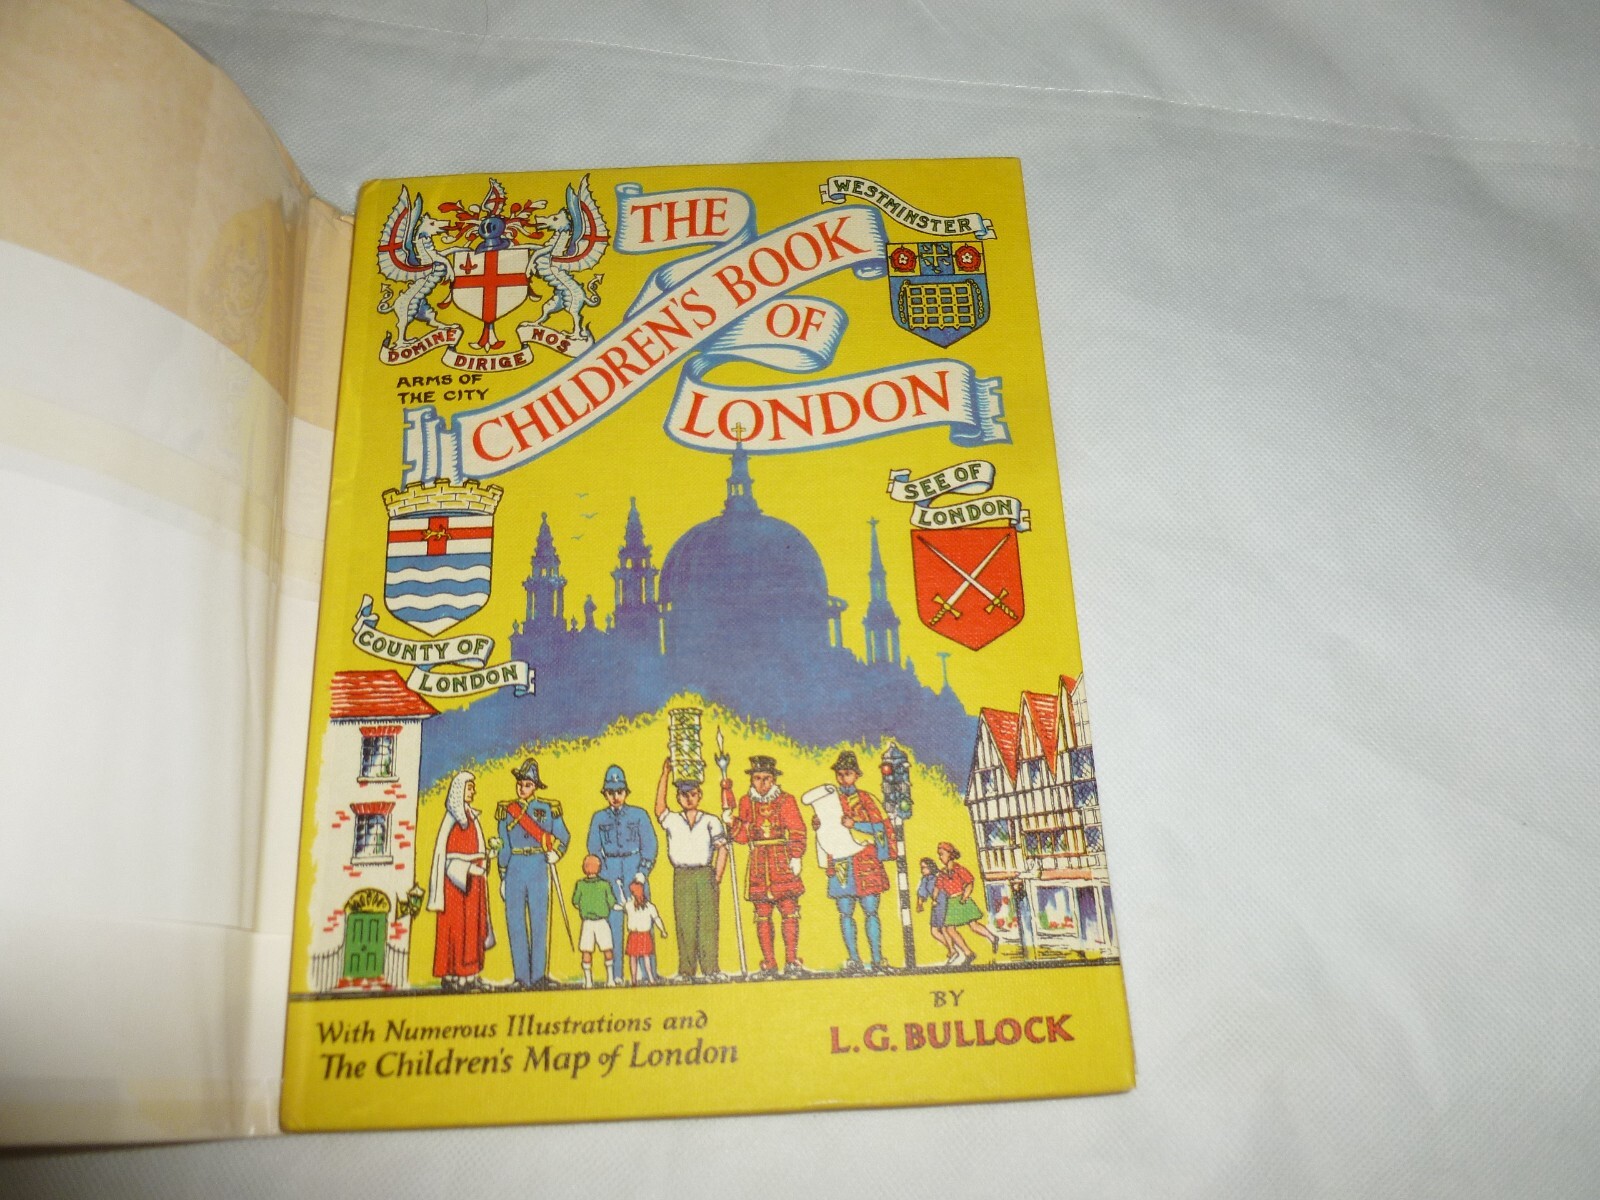 THE
CHILDREN'S BOOK
OF
LONDON
WESTMINSTER
DOMINE
DIRIGE
NOS
ARMS OF
THE CITY
SEE OF
LONDON
COUNTY OF
LONDON
With Numerous Illustrations and
The Children's Map of London
BY
L.G. BULLOCK